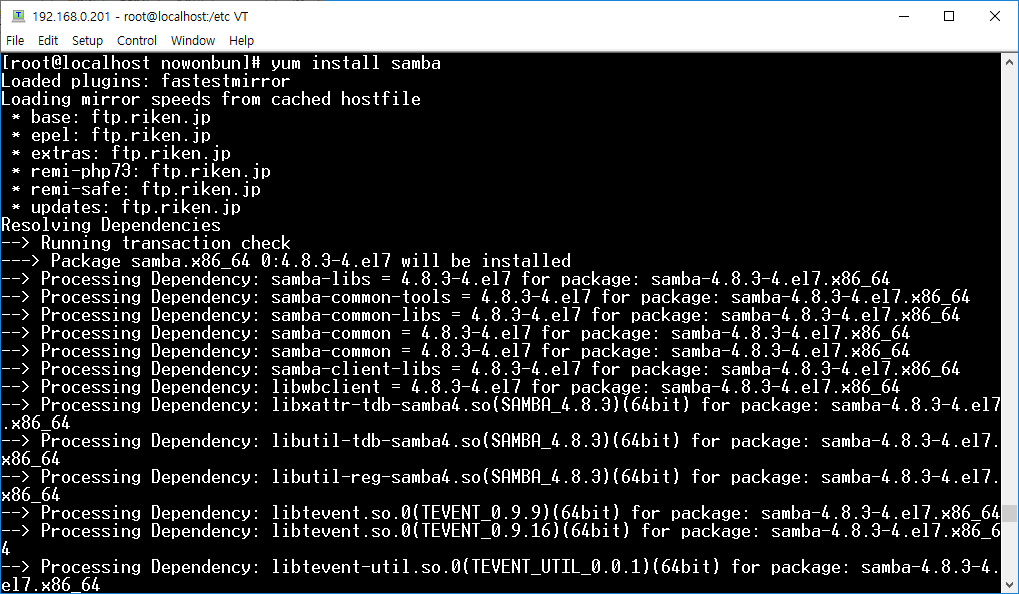 192.168.0.201 - root@localhost:/etc VT
File Edit Setup Control Window Help
[root@localhost nowonbun]# yum install samba
Loaded plugins: fastestmirror
Loading mirror speeds from cached hostfile
 * base: ftp.riken.jp
 * epel: ftp.riken.jp
 * extras: ftp.riken.jp
 * remi-php73: ftp.riken.jp
 * remi-safe: ftp.riken.jp
 * updates: ftp.riken.jp
Resolving Dependencies
--> Running transaction check
---> Package samba.x86_64 0:4.8.3-4.el7 will be installed
--> Processing Dependency: samba-libs = 4.8.3-4.el7 for package: samba-4.8.3-4.el7.x86_64
--> Processing Dependency: samba-common-tools = 4.8.3-4.el7 for package: samba-4.8.3-4.el7.x86_64
--> Processing Dependency: samba-common-libs = 4.8.3-4.el7 for package: samba-4.8.3-4.el7.x86_64
--> Processing Dependency: samba-common = 4.8.3-4.el7 for package: samba-4.8.3-4.el7.x86_64
--> Processing Dependency: samba-common = 4.8.3-4.el7 for package: samba-4.8.3-4.el7.x86_64
--> Processing Dependency: samba-client-libs = 4.8.3-4.el7 for package: samba-4.8.3-4.el7.x86_64
--> Processing Dependency: libwbclient = 4.8.3-4.el7 for package: samba-4.8.3-4.el7.x86_64
--> Processing Dependency: libxattr-tdb-samba4.so(SAMBA_4.8.3)(64bit) for package: samba-4.8.3-4.el7
.x86_64
--> Processing Dependency: libutil-tdb-samba4.so(SAMBA_4.8.3)(64bit) for package: samba-4.8.3-4.el7.
x86_64
--> Processing Dependency: libutil-reg-samba4.so(SAMBA_4.8.3)(64bit) for package: samba-4.8.3-4.el7.
x86_64
--> Processing Dependency: libtevent.so.0(TEVENT_0.9.9)(64bit) for package: samba-4.8.3-4.el7.x86_64
--> Processing Dependency: libtevent.so.0(TEVENT_0.9.16)(64bit) for package: samba-4.8.3-4.el7.x86_6
4
--> Processing Dependency: libtevent-util.so.0(TEVENT_UTIL_0.0.1)(64bit) for package: samba-4.8.3-4.
el7.x86_64